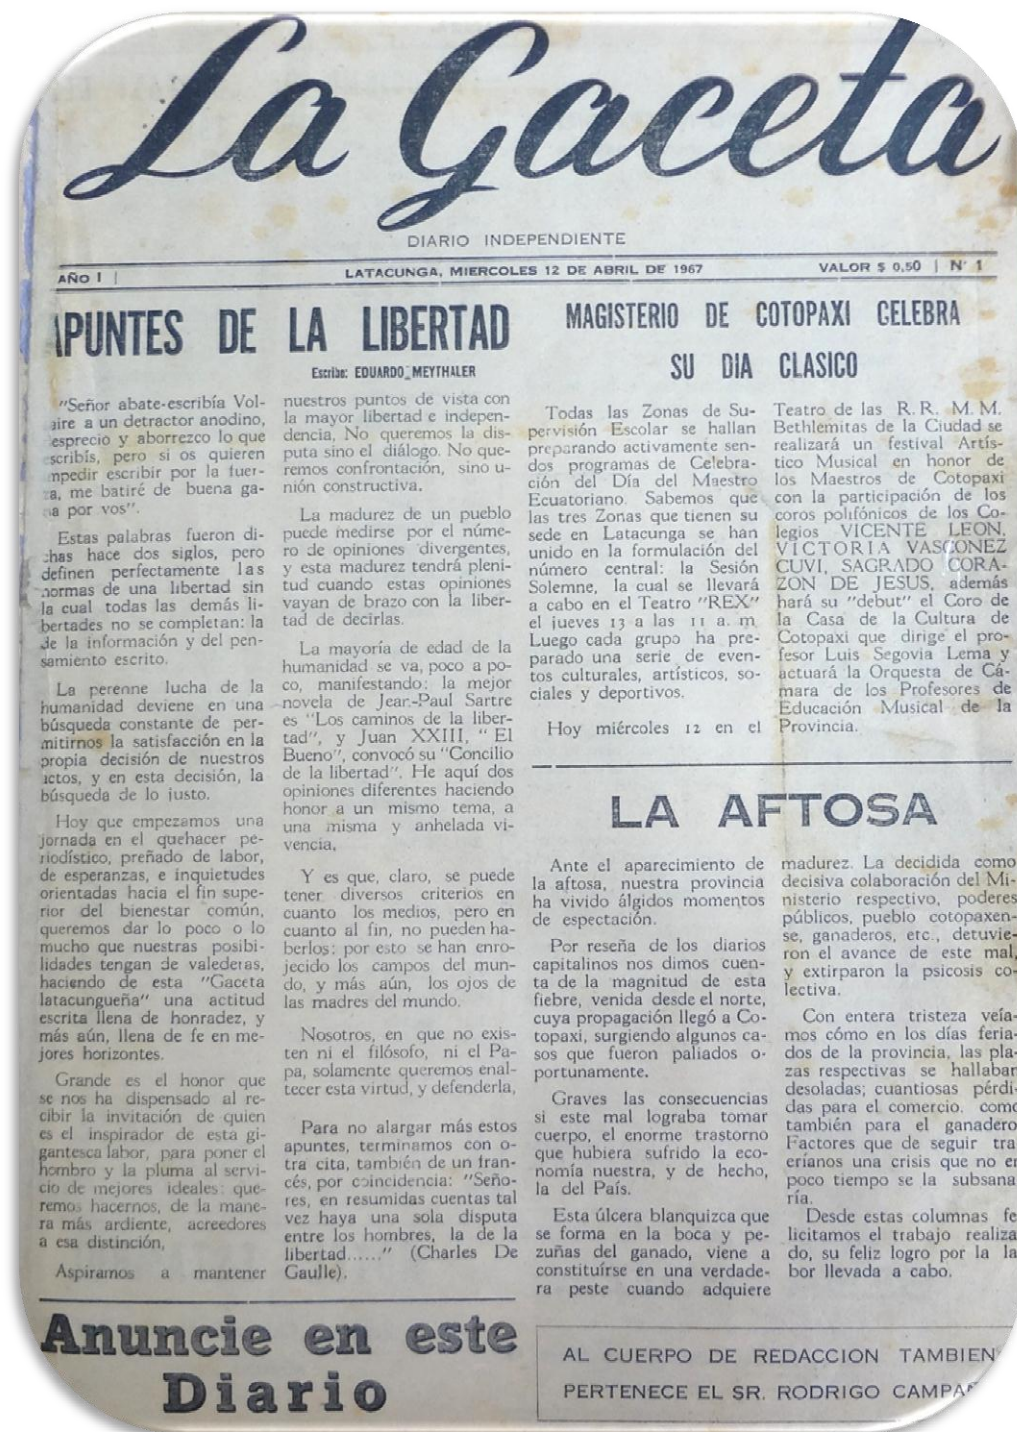 La Gaceta
DIARIO INDEPENDIENTE
AÑO I | LATACUNGA, MIERCOLES 12 DE ABRIL DE 1967 VALOR $ 0,50 | Nº 1
APUNTES DE LA LIBERTAD
Escribe: EDUARDO MEYTHALER
"Señor abate-escribía Vol-
aire a un detractor anodino,
esprecio y aborrezco lo que
escribís, pero si os quieren
mpedir escribir por la fuer-
za, me batiré de buena ga-
na por vos".
Estas palabras fueron di-
chas hace dos siglos, pero
definen perfectamente las
normas de una libertad sin
la cual todas las demás li-
bertades no se completan: la
de la información y del pen-
samiento escrito.
La perenne lucha de la
humanidad deviene en una
búsqueda constante de per-
mitirnos la satisfacción en la
propia decisión de nuestros
actos, y en esta decisión, la
búsqueda de lo justo.
Hoy que empezamos una
jornada en el quehacer pe-
riodístico, preñado de labor,
de esperanzas, e inquietudes
orientadas hacia el fin supe-
rior del bienestar común,
queremos dar lo poco o lo
mucho que nuestras posibi-
lidades tengan de valederas,
haciendo de esta "Gaceta
latacungueña" una actitud
escrita llena de honradez, y
más aún, llena de fe en me-
jores horizontes.
Grande es el honor que
se nos ha dispensado al re-
cibir la invitación de quien
es el inspirador de esta gi-
gantesca labor, para poner el
hombro y la pluma al servi-
cio de mejores ideales: que-
remos hacernos, de la mane-
ra más ardiente, acreedores
a esa distinción,
Aspiramos a mantener
nuestros puntos de vista con
la mayor libertad e indepen-
dencia, No queremos la dis-
puta sino el diálogo. No que-
remos confrontación, sino u-
nión constructiva.
La madurez de un pueblo
puede medirse por el núme-
ro de opiniones divergentes,
y esta madurez tendrá pleni-
tud cuando estas opiniones
vayan de brazo con la liber-
tad de decirlas.
La mayoría de edad de la
humanidad se va, poco a po-
co, manifestando: la mejor
novela de Jean-Paul Sartre
es "Los caminos de la liber-
tad", y Juan XXIII, "El
Bueno", convocó su "Concilio
de la libertad". He aquí dos
opiniones diferentes haciendo
honor a un mismo tema, a
una misma y anhelada vi-
vencia.
Y es que, claro, se puede
tener diversos criterios en
cuanto los medios, pero en
cuanto al fin, no pueden ha-
berlos; por esto se han enro-
jecido los campos del mun-
do, y más aún, los ojos de
las madres del mundo.
Nosotros, en que no exis-
ten ni el filósofo, ni el Pa-
pa, solamente queremos enal-
tecer esta virtud, y defenderla,
Para no alargar más estos
apuntes, terminamos con o-
tra cita, también de un fran-
cés, por coincidencia: "Seño-
res, en resumidas cuentas tal
vez haya una sola disputa
entre los hombres, la de la
libertad......" (Charles De
Gaulle).
MAGISTERIO DE COTOPAXI CELEBRA
SU DIA CLASICO
Todas las Zonas de Su-
pervisión Escolar se hallan
preparando activamente sen-
dos programas de Celebra-
ción del Día del Maestro
Ecuatoriano. Sabemos que
las tres Zonas que tienen su
sede en Latacunga se han
unido en la formulación del
número central: la Sesión
Solemne, la cual se llevará
a cabo en el Teatro "REX"
el jueves 13 a las 11 a. m
Luego cada grupo ha pre-
parado una serie de even-
tos culturales, artísticos, so-
ciales y deportivos.
Hoy miércoles 12 en el
Teatro de las R. R. M. M.
Bethlemitas de la Ciudad se
realizará un festival Artís-
tico Musical en honor de
los Maestros de Cotopaxi
con la participación de los
coros polifónicos de los Co-
legios VICENTE LEON,
VICTORIA VASCONEZ
CUVI, SAGRADO CORA-
ZON DE JESUS, además
hará su "debut" el Coro de
la Casa de la Cultura de
Cotopaxi que dirige el pro-
fesor Luis Segovia Lema y
actuará la Orquesta de Cá-
mara de los Profesores de
Educación Musical de la
Provincia.
LA AFTOSA
Ante el aparecimiento de
la aftosa, nuestra provincia
ha vivido álgidos momentos
de espectación.
Por reseña de los diarios
capitalinos nos dimos cuen-
ta de la magnitud de esta
fiebre, venida desde el norte,
cuya propagación llegó a Co-
topaxi, surgiendo algunos ca-
sos que fueron paliados o-
portunamente.
Graves las consecuencias
si este mal lograba tomar
cuerpo, el enorme trastorno
que hubiera sufrido la eco-
nomía nuestra, y de hecho,
la del País.
Esta úlcera blanquizca que
se forma en la boca y pe-
zuñas del ganado, viene a
constituírse en una verdade-
ra peste cuando adquiere
madurez. La decidida como
decisiva colaboración del Mi-
nisterio respectivo, poderes
públicos, pueblo cotopaxen-
se, ganaderos, etc., detuvie-
ron el avance de este mal,
y extirparon la psicosis co-
lectiva.
Con entera tristeza veía-
mos cómo en los días feria-
dos de la provincia, las pla-
zas respectivas se hallaban
desoladas; cuantiosas pérdi-
das para el comercio. como
también para el ganadero
Factores que de seguir tra
eríanos una crisis que no en
poco tiempo se la subsana
ría.
Desde estas columnas fe
licitamos el trabajo realiza
do, su feliz logro por la la
bor llevada a cabo.
Anuncie en este
Diario
AL CUERPO DE REDACCION TAMBIEN
PERTENECE EL SR. RODRIGO CAMPAÑ